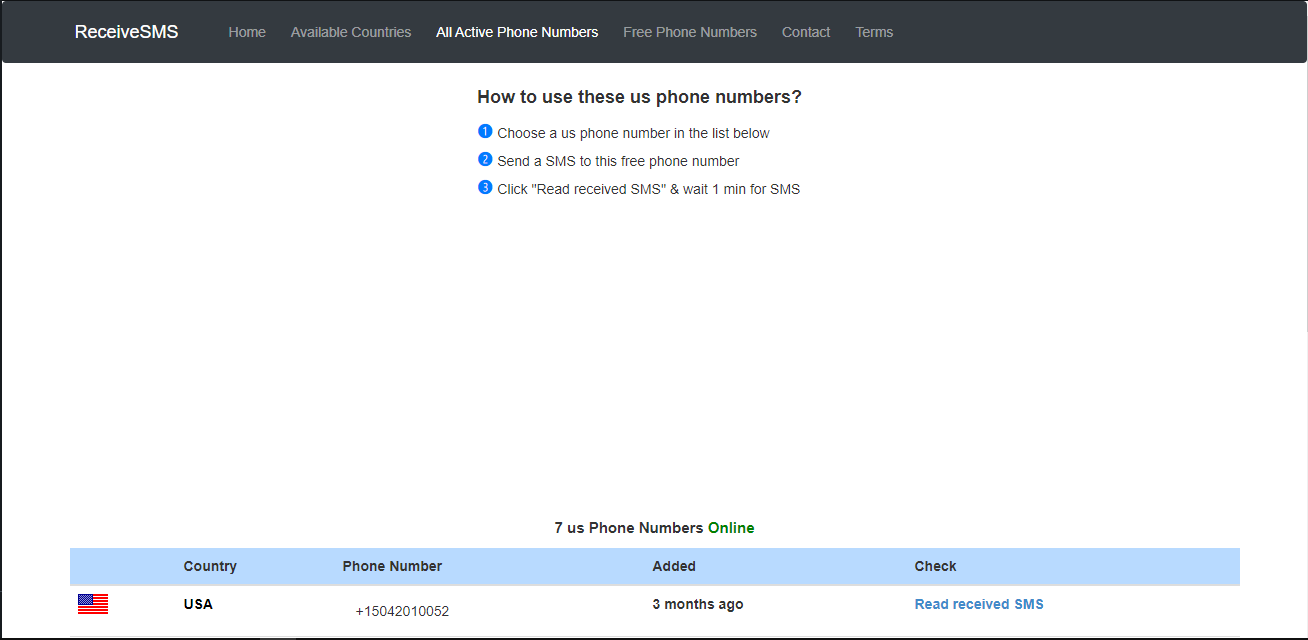 ReceiveSMS Home Available Countries All Active Phone Numbers Free Phone Numbers Contact Terms
How to use these us phone numbers?
1 Choose a us phone number in the list below
2 Send a SMS to this free phone number
3 Click "Read received SMS" & wait 1 min for SMS
7 us Phone Numbers Online
Country Phone Number Added Check
USA +15042010052 3 months ago Read received SMS